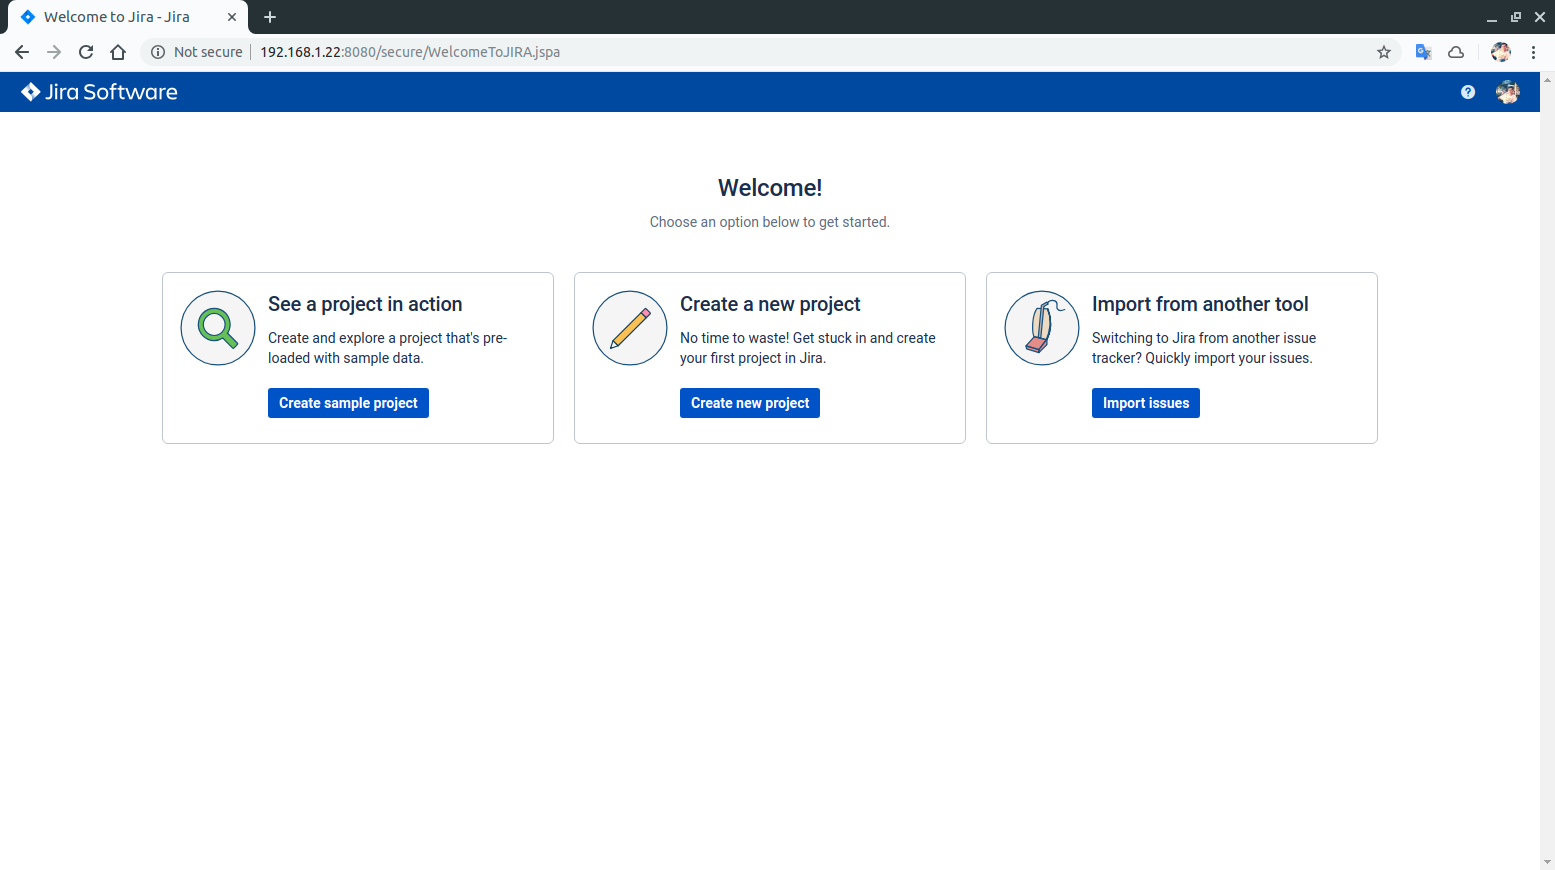 Welcome to Jira - Jira
Not secure 192.168.1.22:8080/secure/WelcomeToJIRA.jspa
Jira Software
Welcome!
Choose an option below to get started.
See a project in action
Create and explore a project that's pre-
loaded with sample data.
Create sample project
Create a new project
No time to waste! Get stuck in and create
your first project in Jira.
Create new project
Import from another tool
Switching to Jira from another issue
tracker? Quickly import your issues.
Import issues